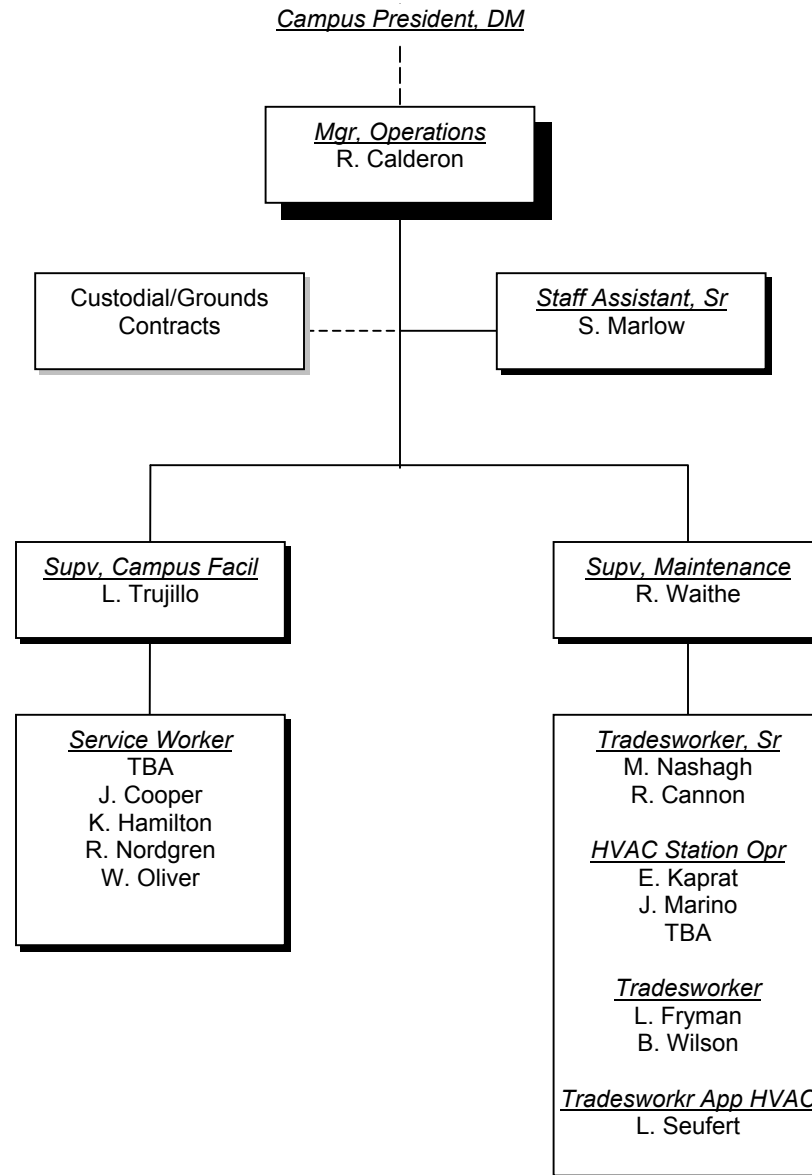 Campus President, DM
Mgr, Operations
R. Calderon
Custodial/Grounds
Contracts
Staff Assistant, Sr
S. Marlow
Supv, Campus Facil
L. Trujillo
Supv, Maintenance
R. Waithe
Service Worker
TBA
J. Cooper
K. Hamilton
R. Nordgren
W. Oliver
Tradesworker, Sr
M. Nashagh
R. Cannon
HVAC Station Opr
E. Kaprat
J. Marino
TBA
Tradesworker
L. Fryman
B. Wilson
Tradesworkr App HVAC
L. Seufert